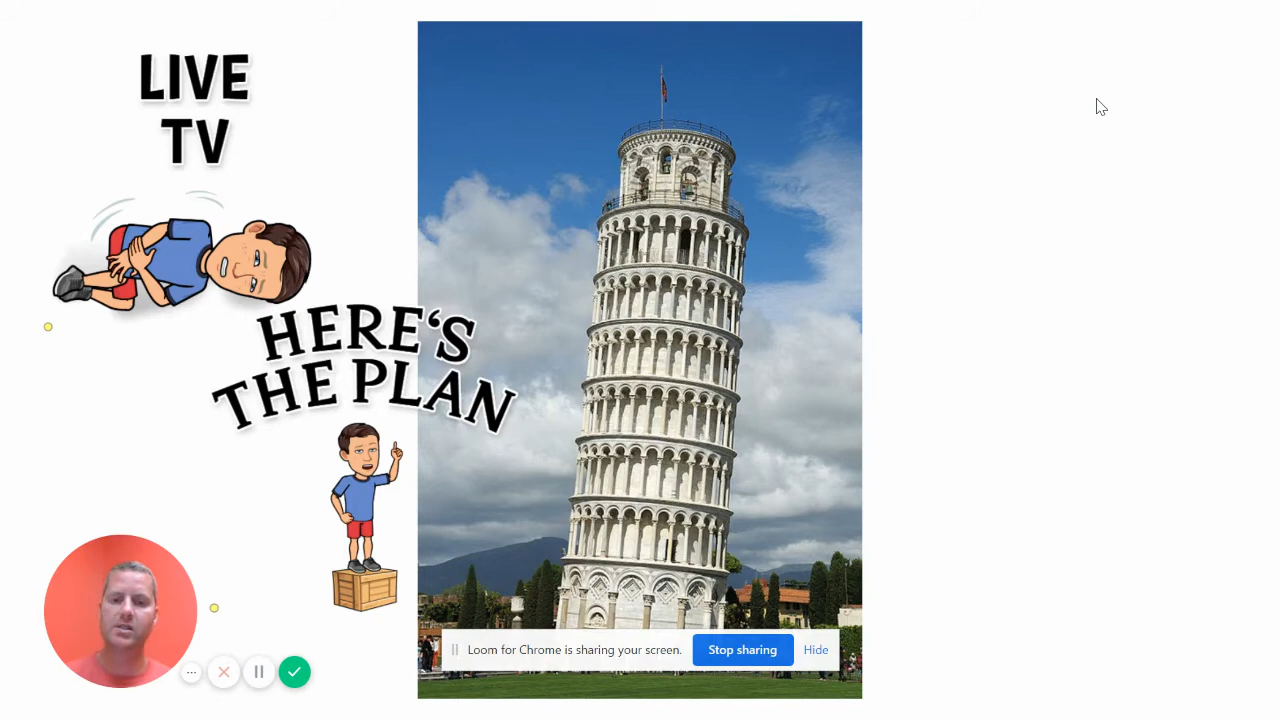 LIVE
TV
HERE'S
THE PLAN
Loom for Chrome is sharing your screen. Stop sharing Hide